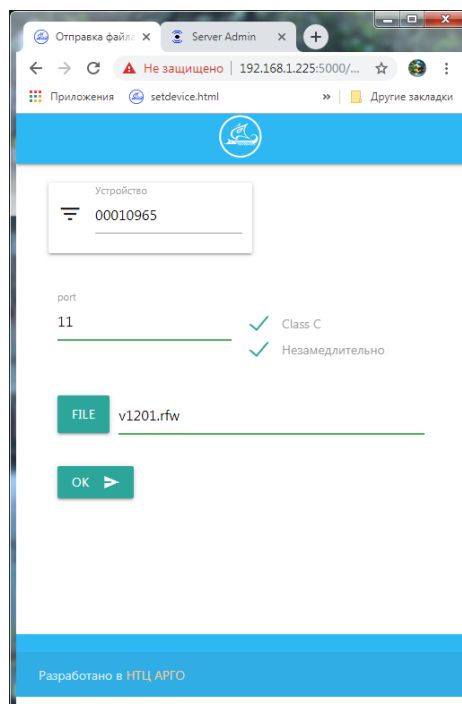 Отправка файла
Server Admin
Не защищено | 192.168.1.225:5000/...
Приложения setdevice.html » Другие закладки
Устройство
00010965
port
11
Class C
Незамедлительно
FILE v1201.rfw
OK
Разработано в НТЦ АРГО